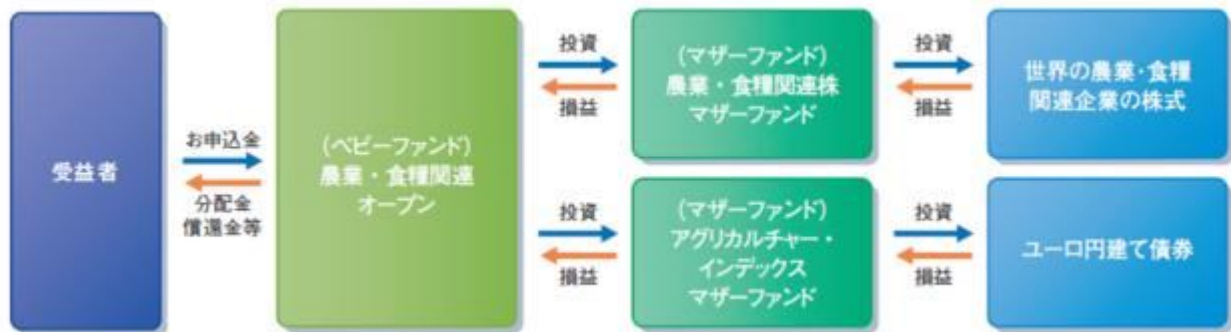 受益者
お申込金
分配金
償還金等
(ベビーファンド)
農業・食糧関連
オープン
投資
損益
(マザーファンド)
農業・食糧関連株
マザーファンド
投資
損益
世界の農業・食糧
関連企業の株式
投資
損益
(マザーファンド)
アグリカルチャー・
インデックス
マザーファンド
投資
損益
ユーロ円建て債券